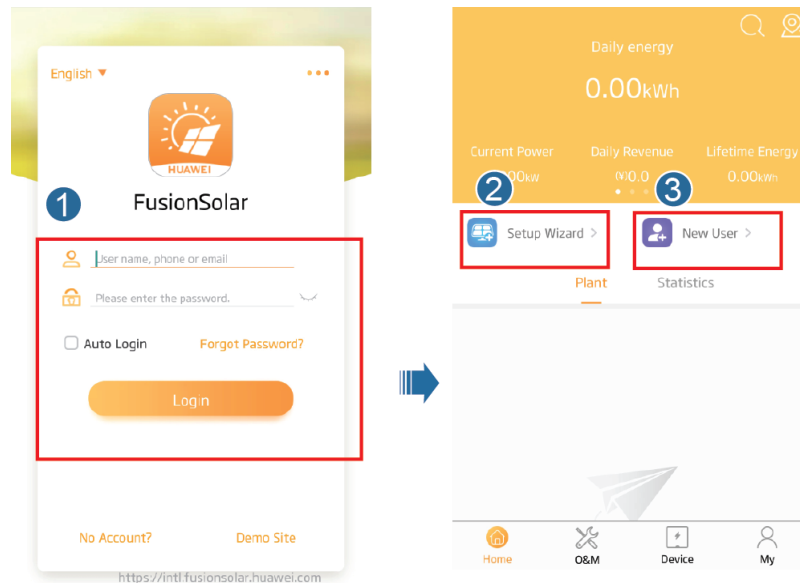 English
HUAWEI
1
FusionSolar
User name, phone or email
Please enter the password.
Auto Login Forgot Password?
Login
No Account? Demo Site
https://intl.fusionsolar.huawei.com
Daily energy
0.00kWh
Current Power Daily Revenue Lifetime Energy
00kW (¥)0.0 0.00kWh
2 3
Setup Wizard > New User >
Plant Statistics
Home O&M Device My